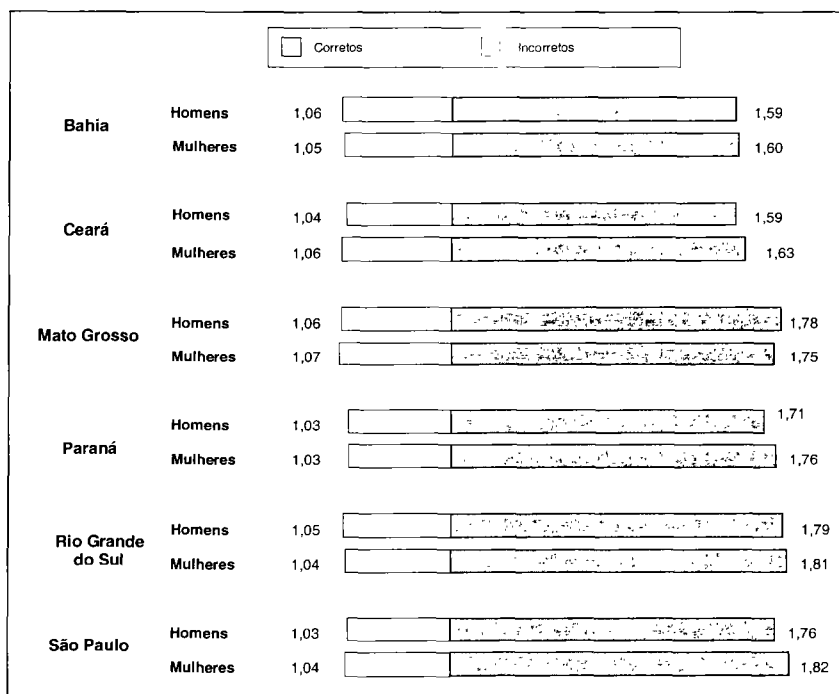 Corretos Incorretos
Bahia
Homens 1,06 1,59
Mulheres 1,05 1,60
Ceará
Homens 1,04 1,59
Mulheres 1,06 1,63
Mato Grosso
Homens 1,06 1,78
Mulheres 1,07 1,75
Paraná
Homens 1,03 1,71
Mulheres 1,03 1,76
Rio Grande
do Sul
Homens 1,05 1,79
Mulheres 1,04 1,81
São Paulo
Homens 1,03 1,76
Mulheres 1,04 1,82